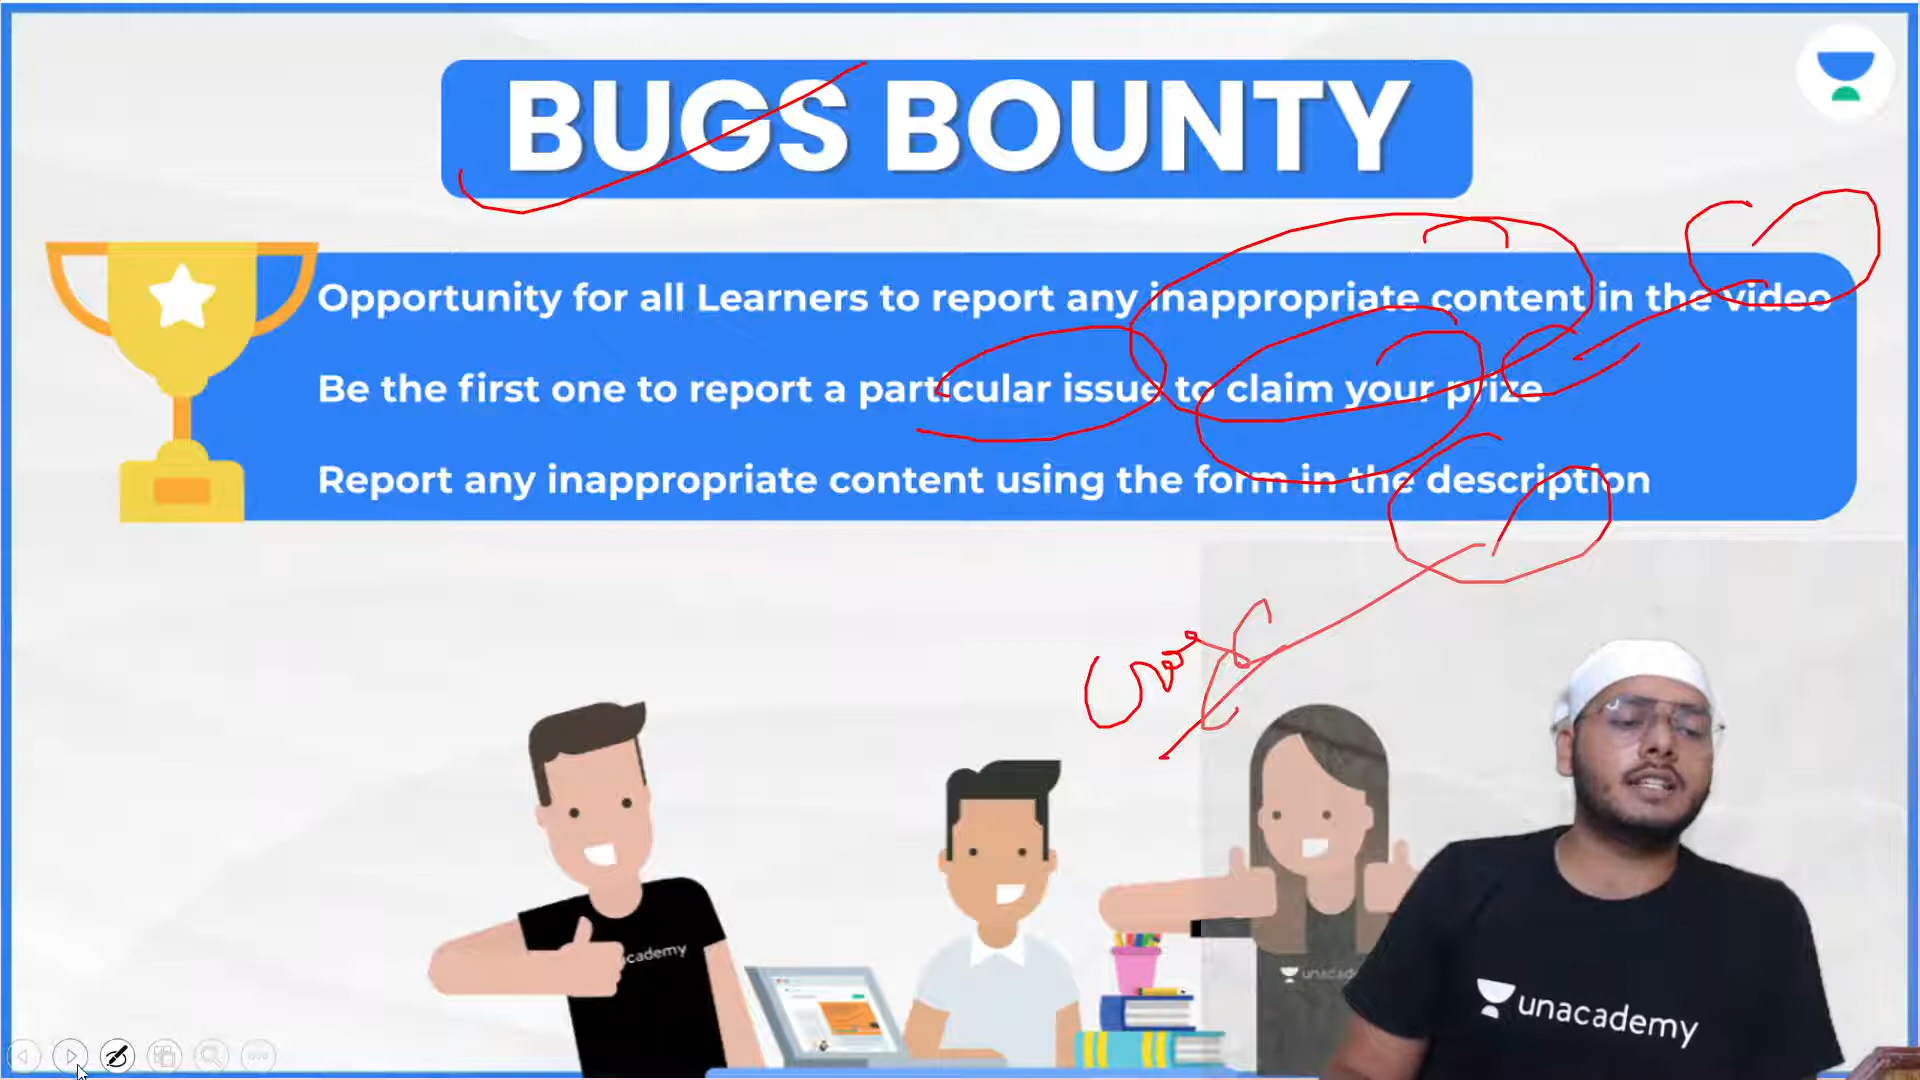 BUGS BOUNTY
Opportunity for all Learners to report any inappropriate content in the video
Be the first one to report a particular issue to claim your prize
Report any inappropriate content using the form in the description
unacademy